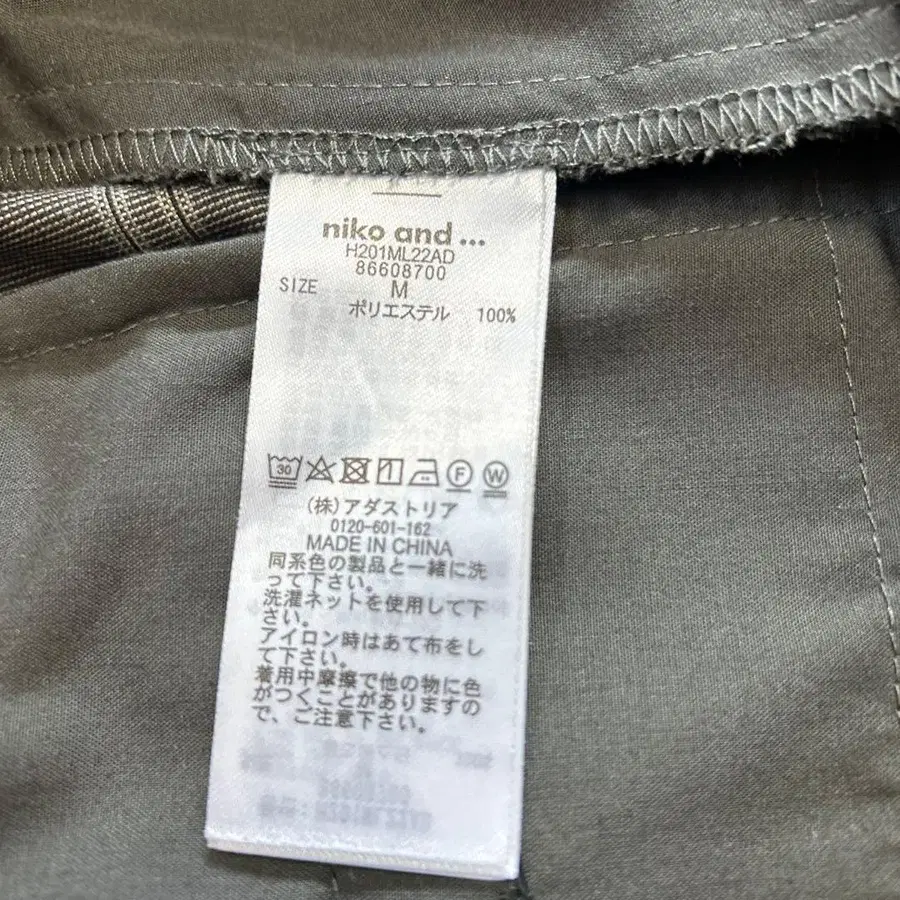 niko and ...
H201ML22AD
86608700
SIZE M
ポリエステル 100%
30 F W
(株)アダストリア
0120-601-162
MADE IN CHINA
同系色の製品と一緒に洗
って下さい。
洗濯ネットを使用して下
さい。
アイロン時はあて布をし
て下さい。
着用中摩擦で他の物に色
がつくことがありますの
で、ご注意下さい。